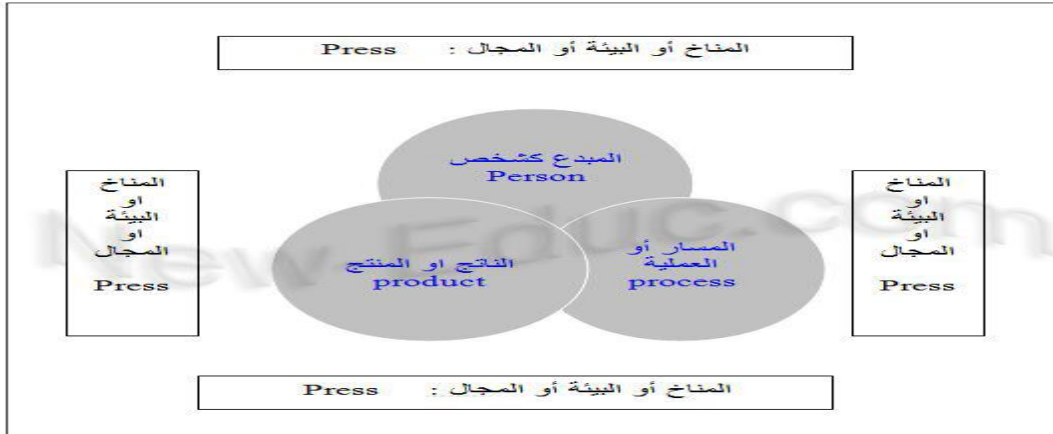 المناخ أو البيئة أو المجال : Press
المبدع كشخص
Person
المناخ
او
البيئة
او
المجال
Press
المسار أو
العملية
process
الناتج او المنتج
product
المناخ
او
البيئة
او
المجال
Press
المناخ أو البيئة أو المجال : Press
New-Educ.com